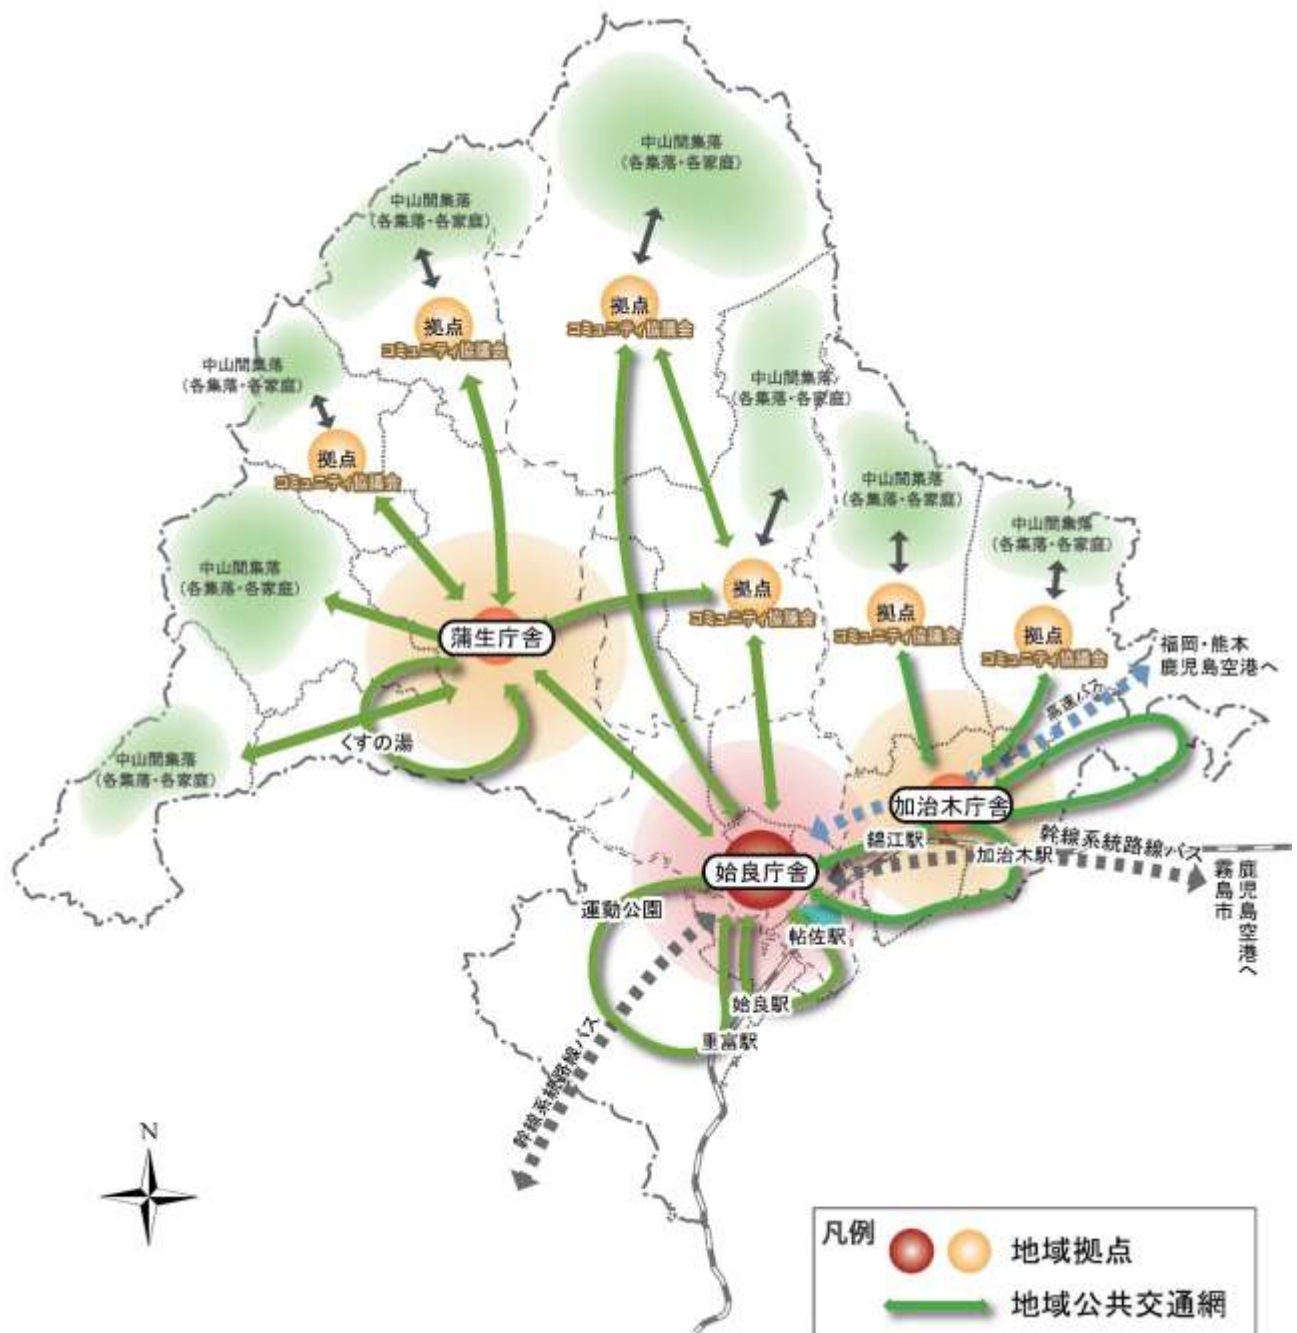 中山間集落
(各集落・各家庭)
中山間集落
(各集落・各家庭)
拠点
コミュニティ協議会
拠点
コミュニティ協議会
中山間集落
(各集落・各家庭)
中山間集落
(各集落・各家庭)
拠点
コミュニティ協議会
中山間集落
(各集落・各家庭)
中山間集落
(各集落・各家庭)
中山間集落
(各集落・各家庭)
拠点
コミュニティ協議会
拠点
コミュニティ協議会
拠点
コミュニティ協議会
蒲生庁舎
福岡・熊本
鹿児島空港へ
高速バス
くすの湯
中山間集落
(各集落・各家庭)
加治木庁舎
錦江駅
加治木駅
幹線系統路線バス
姶良庁舎
霧島市
鹿児島空港へ
運動公園
帖佐駅
姶良駅
重富駅
幹線系統路線バス
N
凡例
地域拠点
地域公共交通網